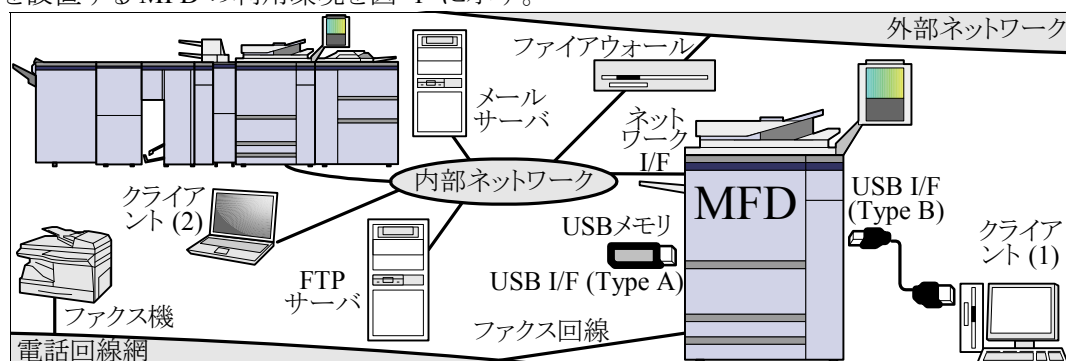 を設置する MFD の利用環境を図 1 に示す。
外部ネットワーク
ファイアウォール
メール
サーバ
ネット
ワーク
I/F
内部ネットワーク
MFD
USB I/F
(Type B)
クライア
ント (2)
USBメモリ
クライア
ント (1)
FTP
サーバ
USB I/F (Type A)
ファクス機
ファクス回線
電話回線網